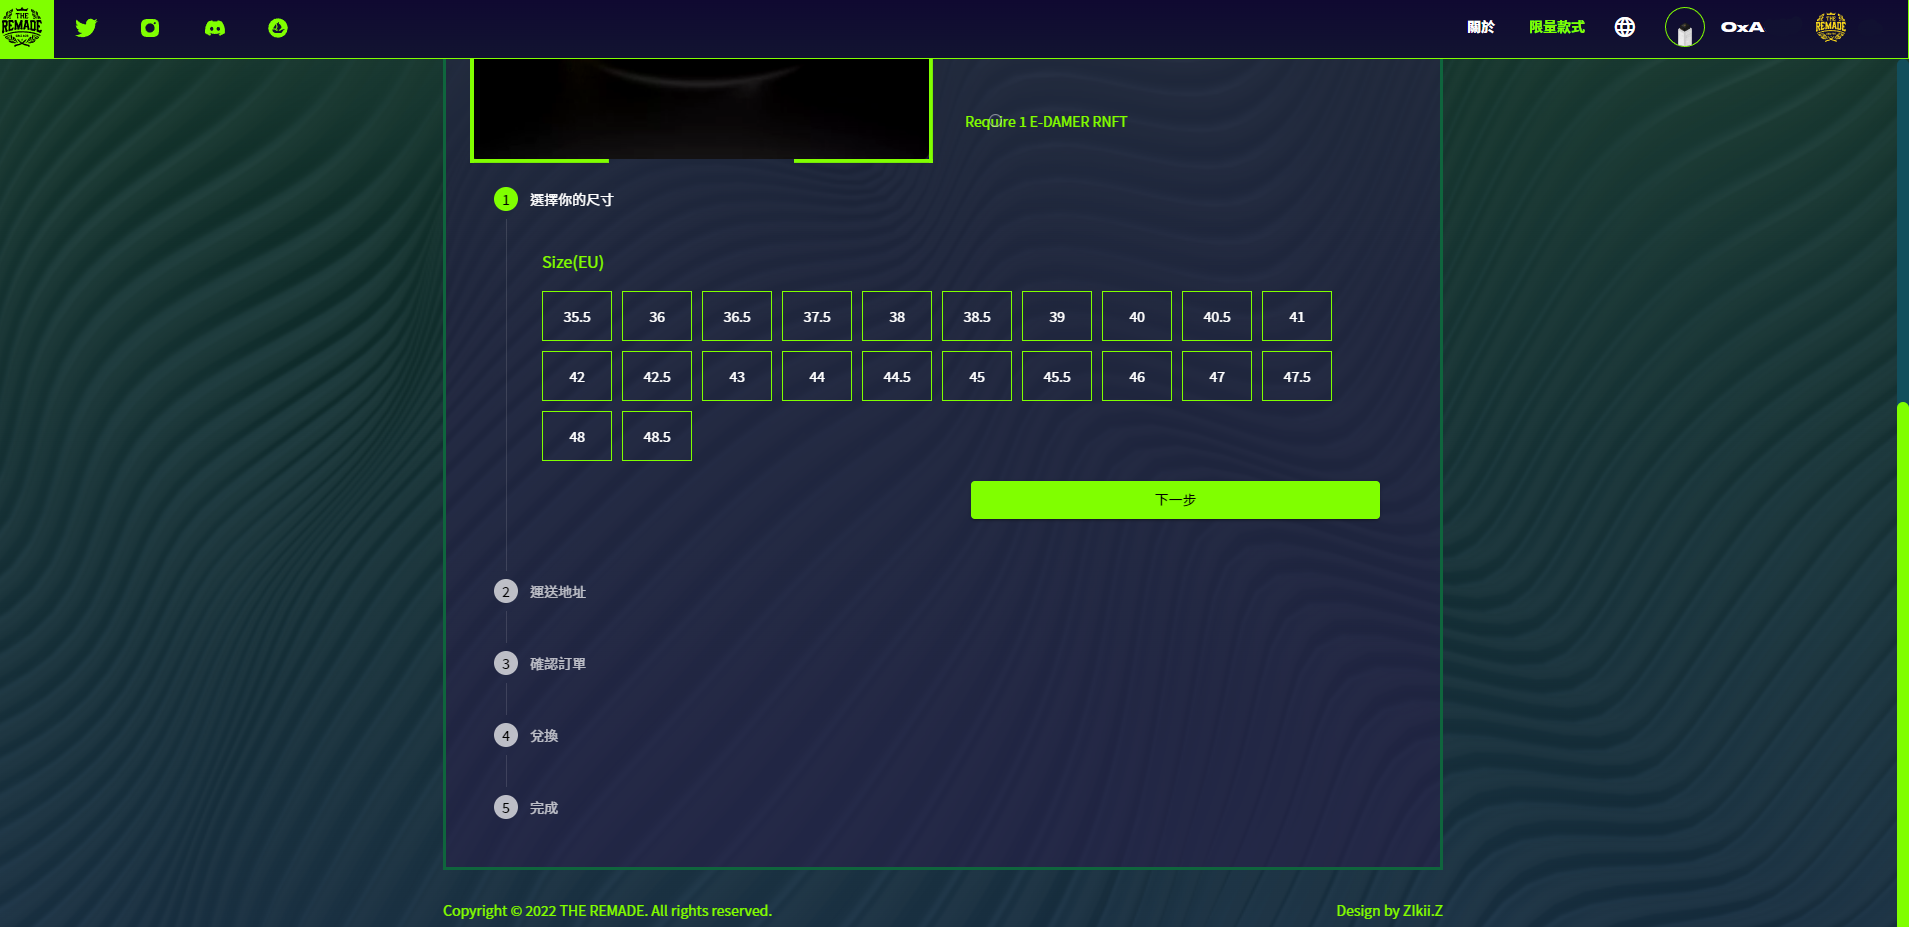 THE
REMADE
關於
限量款式
OxA
THE
REMADE
Require 1 E-DAMER RNFT
1 選擇你的尺寸
Size(EU)
35.5 36 36.5 37.5 38 38.5 39 40 40.5 41
42 42.5 43 44 44.5 45 45.5 46 47 47.5
48 48.5
下一步
2 運送地址
3 確認訂單
4 兌換
5 完成
Copyright © 2022 THE REMADE. All rights reserved.
Design by ZIkii.Z